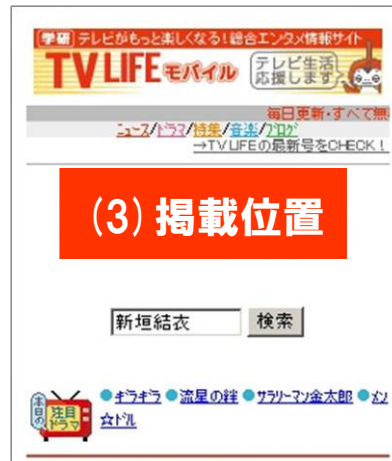 学研 テレビがもっと楽しくなる!総合エンタメ情報サイト
TV LIFE モバイル テレビ生活応援します
毎日更新・すべて無
ニュース/ドラマ/特集/音楽/ブログ
→TV LIFEの最新号をCHECK!
(3)掲載位置
新垣結衣 検索
本日の注目ドラマ ●キラキラ ●流星の絆 ●サラリーマン金太郎 ●メン
☆ドル